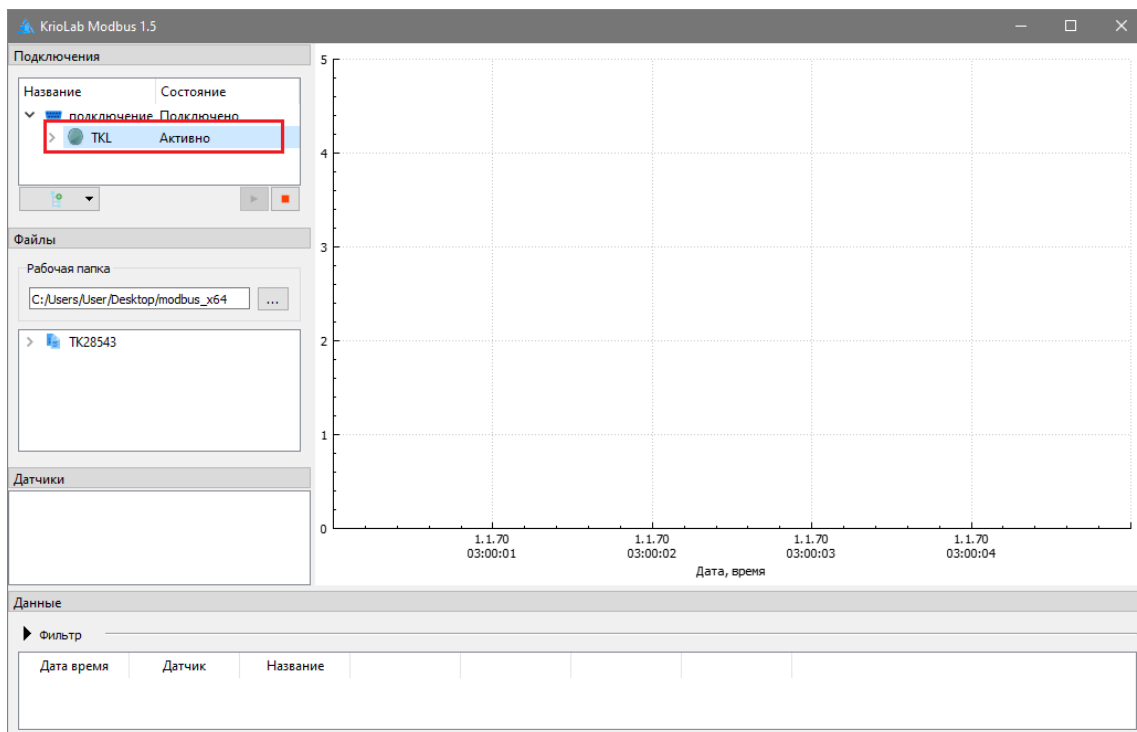 KrioLab Modbus 1.5
Подключения
Название Состояние
подключение Подключено
TKL Активно
Файлы
Рабочая папка
C:/Users/User/Desktop/modbus_x64 ...
TK28543
Датчики
5
4
3
2
1
0
1.1.70 1.1.70 1.1.70 1.1.70
03:00:01 03:00:02 03:00:03 03:00:04
Дата, время
Данные
Фильтр
Дата время Датчик Название